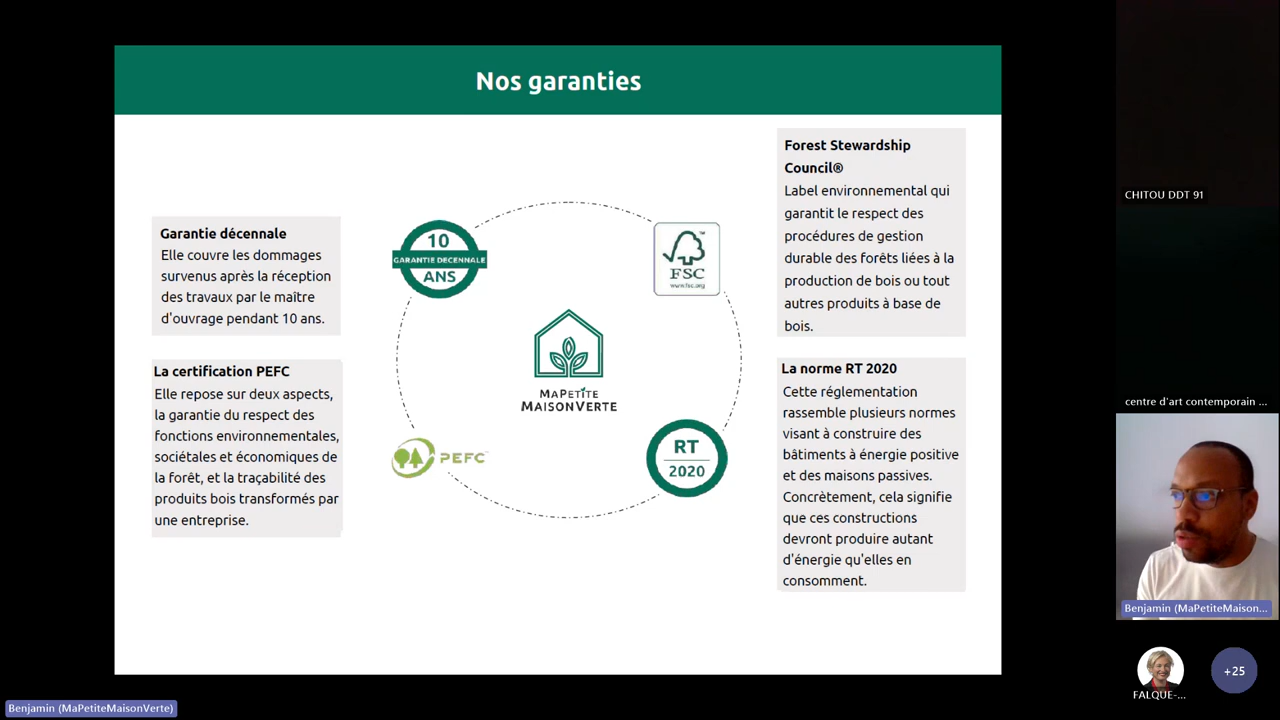 Nos garanties
Garantie décennale
Elle couvre les dommages
survenus après la réception
des travaux par le maître
d'ouvrage pendant 10 ans.
La certification PEFC
Elle repose sur deux aspects,
la garantie du respect des
fonctions environnementales,
sociétales et économiques de
la forêt, et la traçabilité des
produits bois transformés par
une entreprise.
10
GARANTIE DECENNALE
ANS
FSC
www.fsc.org
MAPETITE
MAISONVERTE
PEFC
RT
2020
Forest Stewardship
Council®
Label environnemental qui
garantit le respect des
procédures de gestion
durable des forêts liées à la
production de bois ou tout
autres produits à base de
bois.
La norme RT 2020
Cette réglementation
rassemble plusieurs normes
visant à construire des
bâtiments à énergie positive
et des maisons passives.
Concrètement, cela signifie
que ces constructions
devront produire autant
d'énergie qu'elles en
consomment.
CHITOU DDT 91
centre d'art contemporain ...
Benjamin (MaPetiteMaison...
FALQUE-...
+25
Benjamin (MaPetiteMaisonVerte)